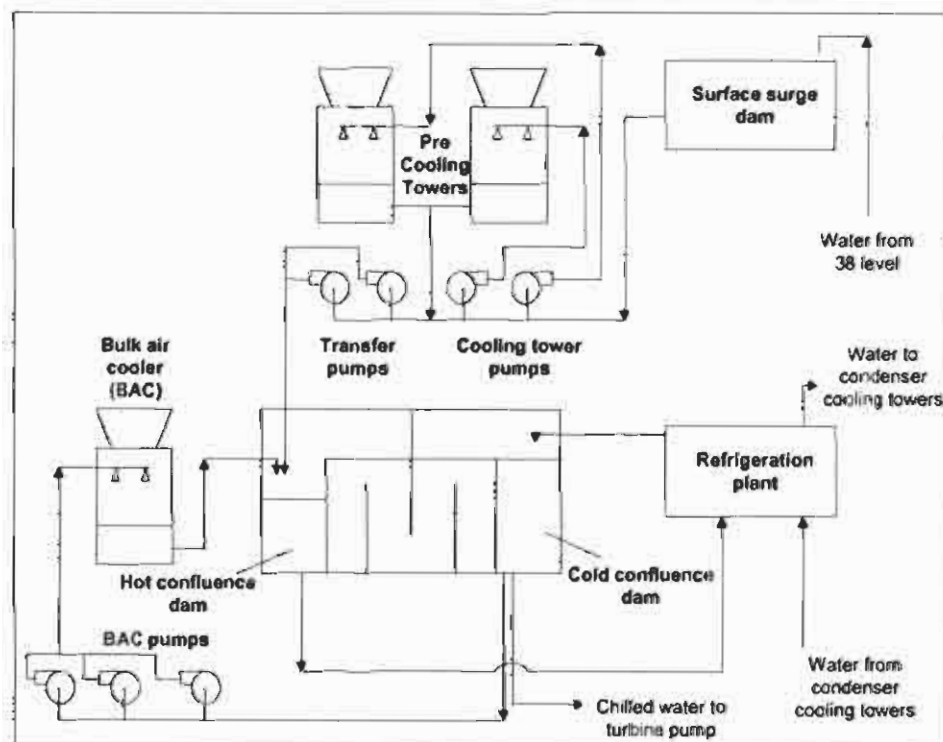 Surface surge
dam
Pre
Cooling
Towers
Water from
38 level
Bulk air
cooler
(BAC)
Transfer
pumps
Cooling tower
pumps
Water to
condenser
cooling towers
Refrigeration
plant
Hot confluence
dam
Cold confluence
dam
BAC pumps
Water from
condenser
cooling towers
Chilled water to
turbine pump